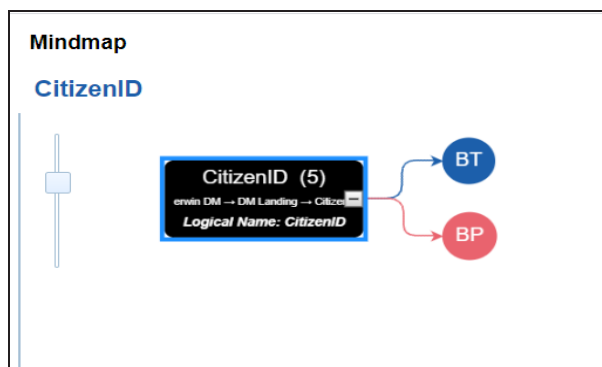 Mindmap
CitizenID
CitizenID (5)
erwin DM → DM Landing → Citizen
Logical Name: CitizenID
BT
BP